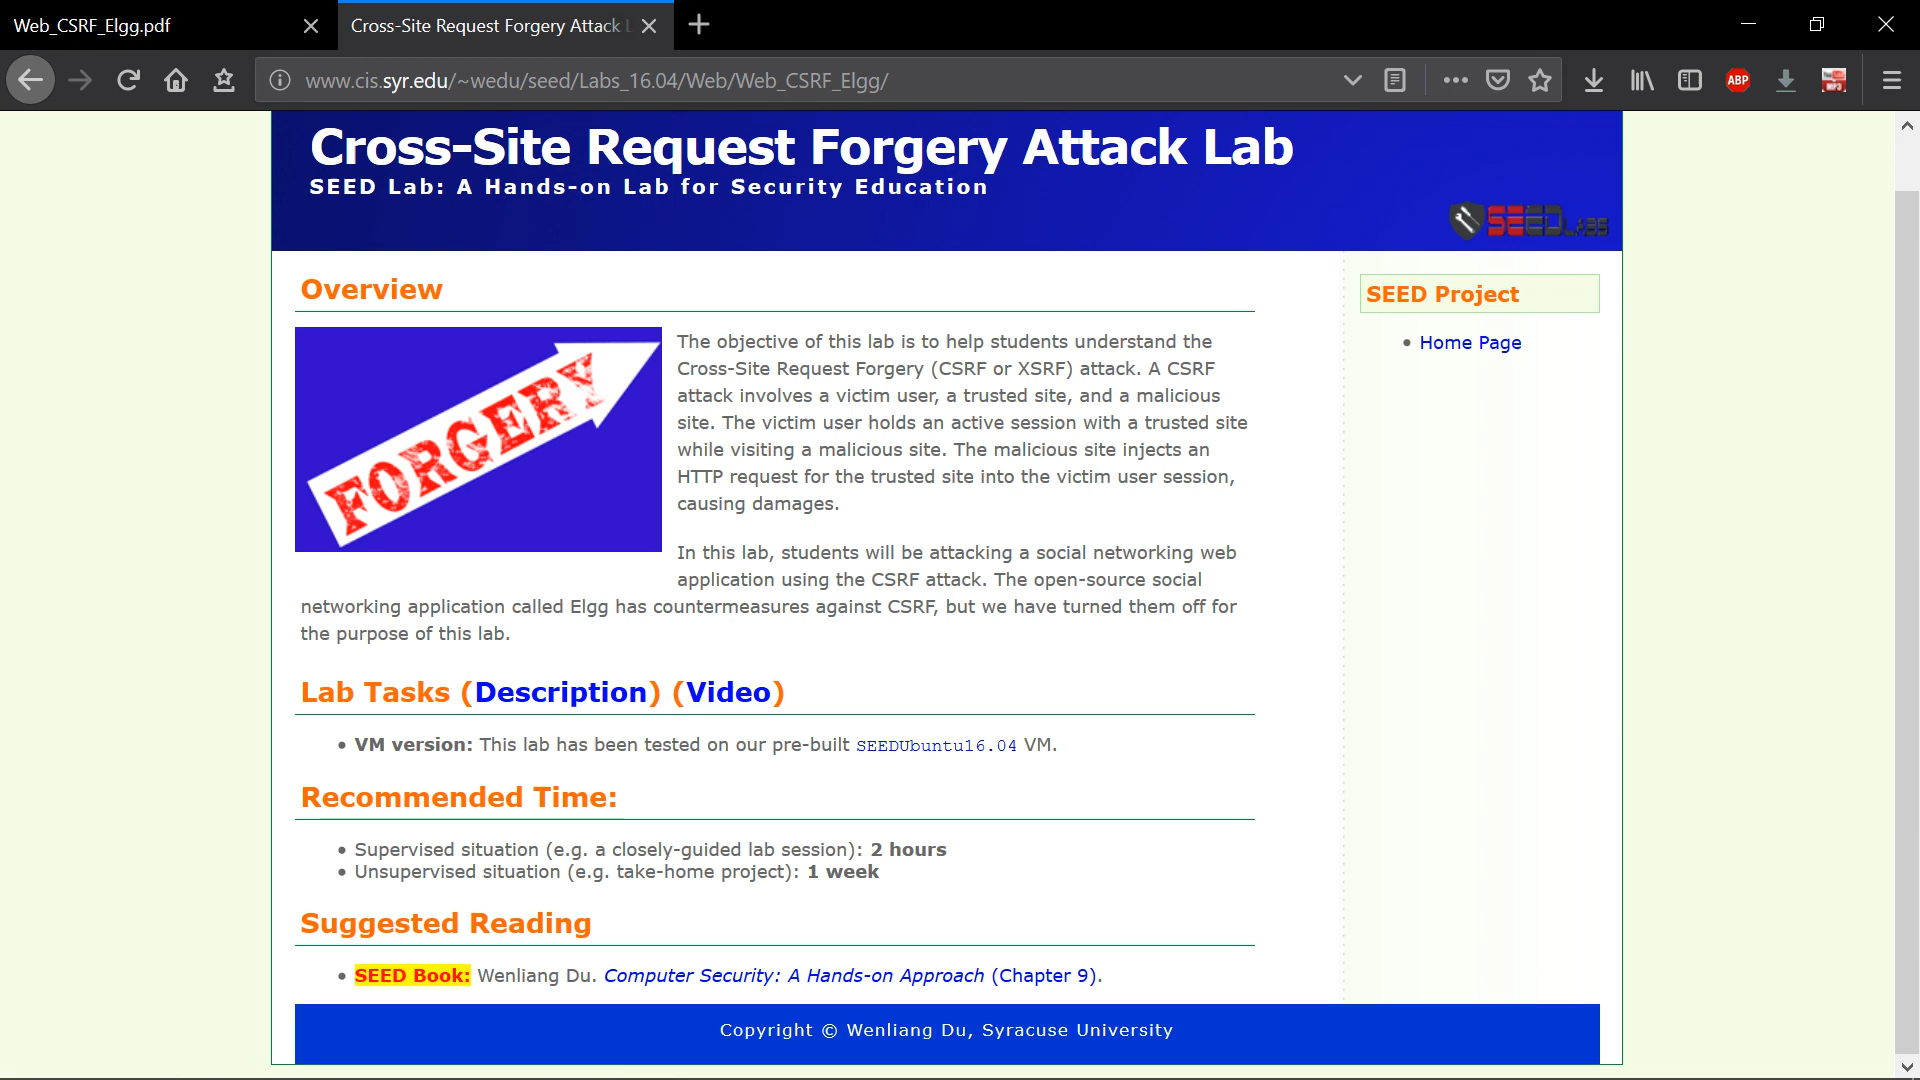 Web_CSRF_Elgg.pdf
Cross-Site Request Forgery Attack L
www.cis.syr.edu/~wedu/seed/Labs_16.04/Web/Web_CSRF_Elgg/
ABP
Cross-Site Request Forgery Attack Lab
SEED Lab: A Hands-on Lab for Security Education
SEEDLABS
Overview
FORGERY
The objective of this lab is to help students understand the
Cross-Site Request Forgery (CSRF or XSRF) attack. A CSRF
attack involves a victim user, a trusted site, and a malicious
site. The victim user holds an active session with a trusted site
while visiting a malicious site. The malicious site injects an
HTTP request for the trusted site into the victim user session,
causing damages.
In this lab, students will be attacking a social networking web
application using the CSRF attack. The open-source social
networking application called Elgg has countermeasures against CSRF, but we have turned them off for
the purpose of this lab.
Lab Tasks (Description) (Video)
• VM version: This lab has been tested on our pre-built SEEDUbuntu16.04 VM.
Recommended Time:
• Supervised situation (e.g. a closely-guided lab session): 2 hours
• Unsupervised situation (e.g. take-home project): 1 week
Suggested Reading
• SEED Book: Wenliang Du. Computer Security: A Hands-on Approach (Chapter 9).
SEED Project
• Home Page
Copyright © Wenliang Du, Syracuse University